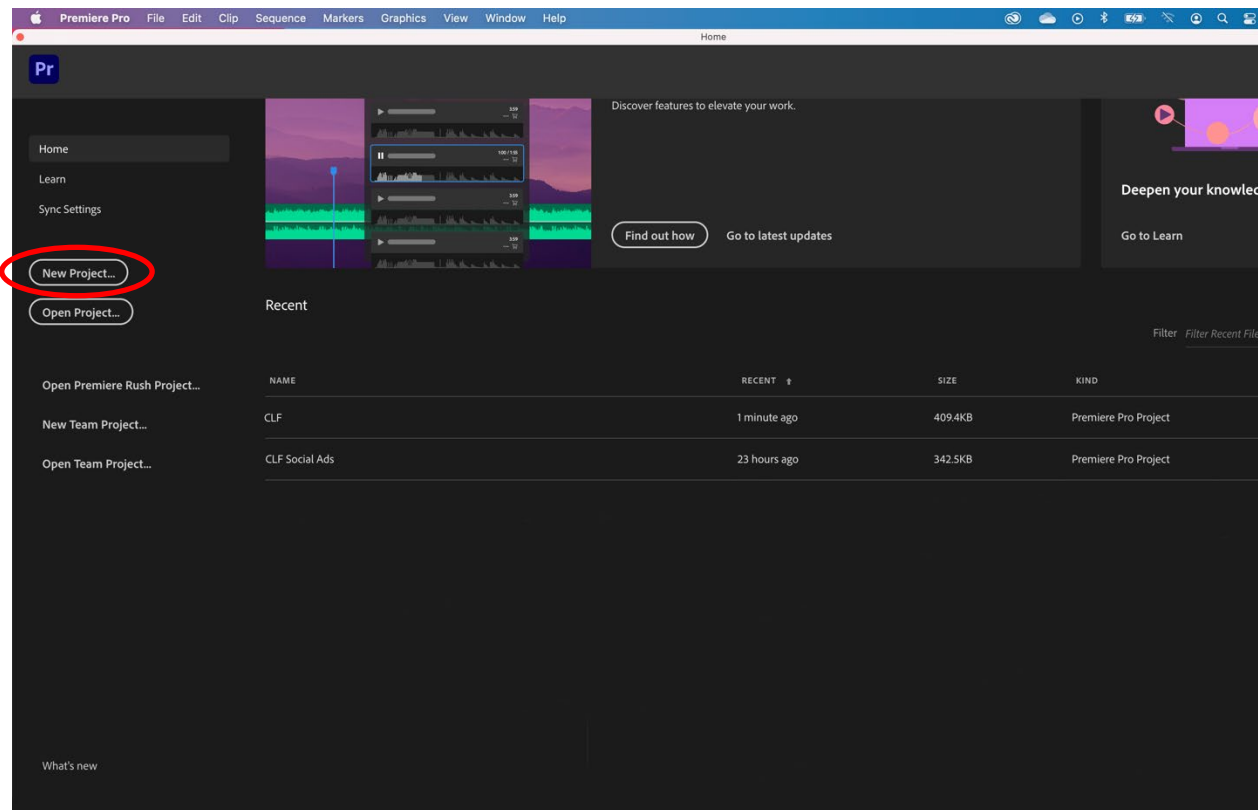 Premiere Pro File Edit Clip Sequence Markers Graphics View Window Help
Home
Pr
Discover features to elevate your work.
Home
Learn
Sync Settings
Deepen your knowled
Find out how Go to latest updates
Go to Learn
New Project...
Open Project...
Recent
Filter Filter Recent File
Open Premiere Rush Project...
New Team Project...
Open Team Project...
NAME RECENT SIZE KIND
CLF 1 minute ago 409.4KB Premiere Pro Project
CLF Social Ads 23 hours ago 342.5KB Premiere Pro Project
What's new